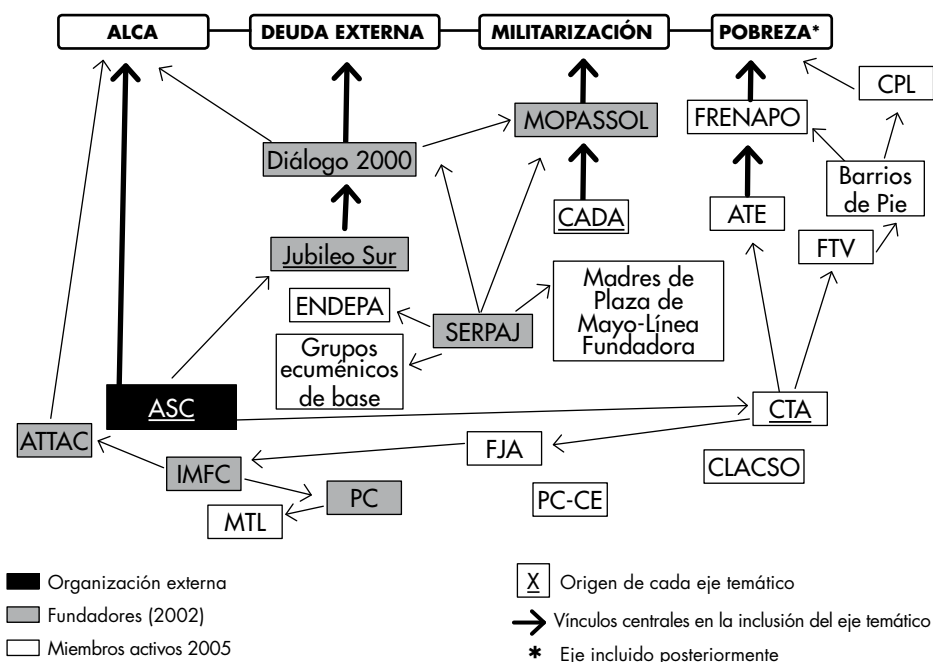 ALCA
DEUDA EXTERNA
MILITARIZACIÓN
POBREZA*
CPL
MOPASSOL
FRENAPO
Diálogo 2000
Barrios
de Pie
CADA
ATE
FTV
Jubileo Sur
Madres de
Plaza de
Mayo-Línea
Fundadora
ENDEPA
SERPAJ
Grupos
ecuménicos
de base
ASC
CTA
ATTAC
FJA
CLACSO
IMFC
PC
PC-CE
MTL
Organización externa
Fundadores (2002)
Miembros activos 2005
X Origen de cada eje temático
Vínculos centrales en la inclusión del eje temático
* Eje incluido posteriormente